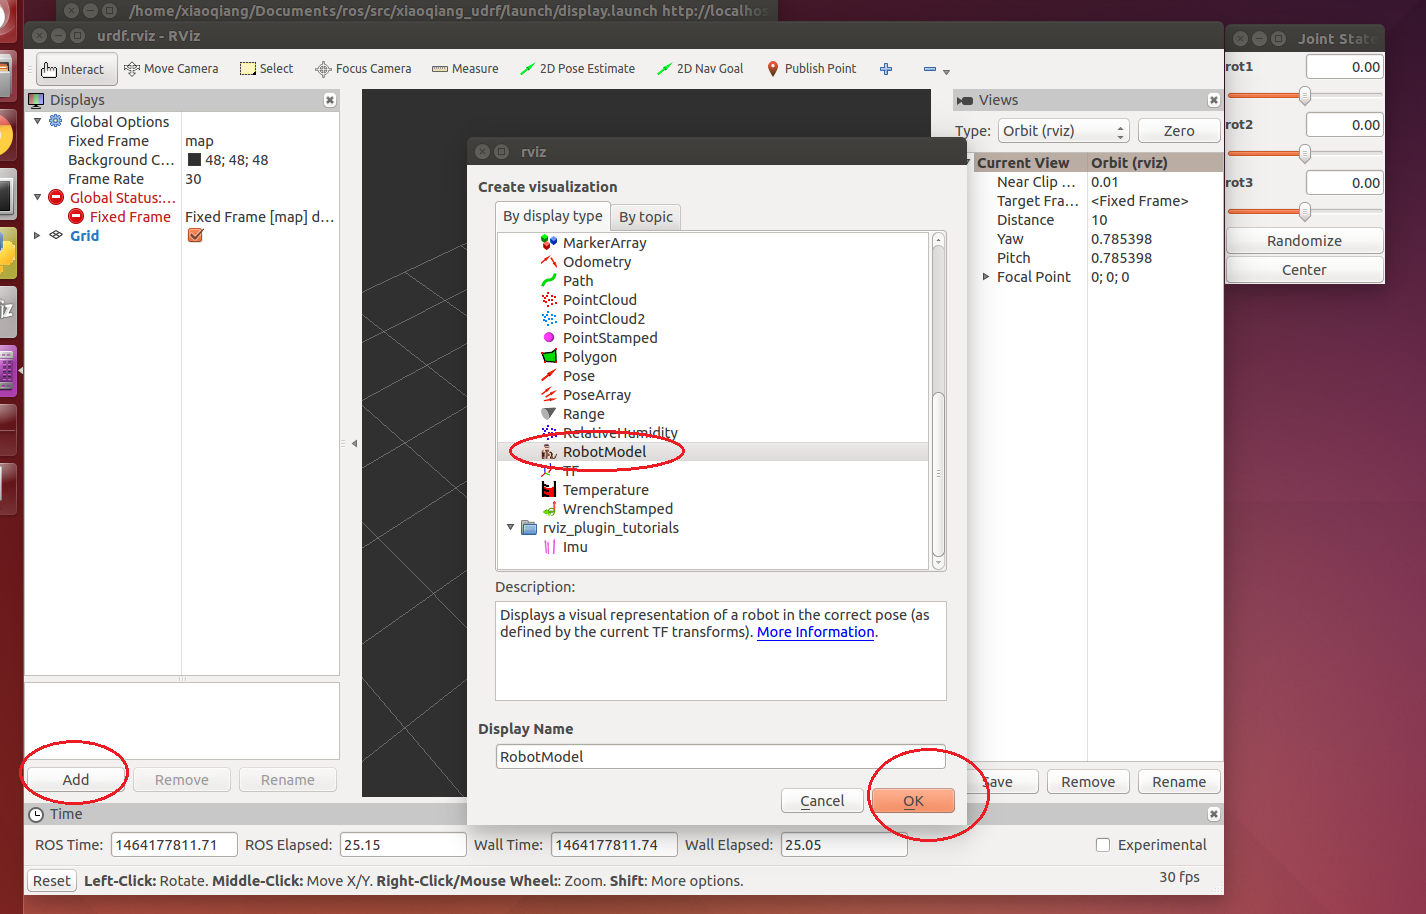 /home/xiaoqiang/Documents/ros/src/xiaoqiang_udrf/launch/display.launch http://localhos
urdf.rviz - RViz
Joint State
Interact Move Camera Select Focus Camera Measure 2D Pose Estimate 2D Nav Goal Publish Point
Displays
Global Options
Fixed Frame map
Background C... 48; 48; 48
Frame Rate 30
Global Status:...
Fixed Frame Fixed Frame [map] d...
Grid
Add Remove Rename
rviz
Create visualization
By display type By topic
MarkerArray
Odometry
Path
PointCloud
PointCloud2
PointStamped
Polygon
Pose
PoseArray
Range
RelativeHumidity
RobotModel
TF
Temperature
WrenchStamped
rviz_plugin_tutorials
Imu
Description:
Displays a visual representation of a robot in the correct pose (as
defined by the current TF transforms). More Information.
Display Name
RobotModel
Cancel OK
Views
Type: Orbit (rviz) Zero
Current View Orbit (rviz)
Near Clip ... 0.01
Target Fra... <Fixed Frame>
Distance 10
Yaw 0.785398
Pitch 0.785398
Focal Point 0; 0; 0
Save Remove Rename
rot1 0.00
rot2 0.00
rot3 0.00
Randomize
Center
Time
ROS Time: 1464177811.71 ROS Elapsed: 25.15 Wall Time: 1464177811.74 Wall Elapsed: 25.05 Experimental
Reset Left-Click: Rotate. Middle-Click: Move X/Y. Right-Click/Mouse Wheel:: Zoom. Shift: More options. 30 fps